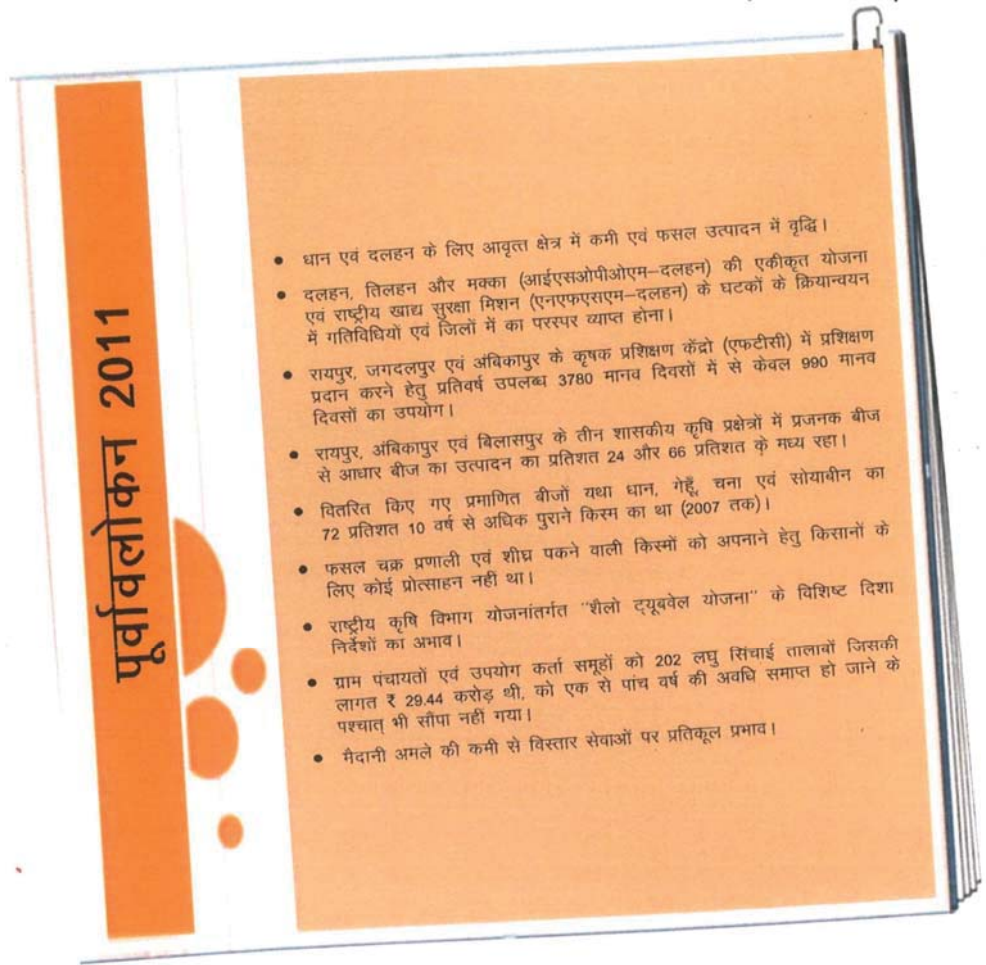 पूर्वावलोकन 2011
• धान एवं दलहन के लिए आवृत्त क्षेत्र में कमी एवं फसल उत्पादन में वृद्धि।
• दलहन, तिलहन और मक्का (आईएसओपीओएम–दलहन) की एकीकृत योजना
एवं राष्ट्रीय खाद्य सुरक्षा मिशन (एनएफएसएम–दलहन) के घटकों के क्रियान्वयन
में गतिविधियों एवं जिलों में का परस्पर व्याप्त होना।
• रायपुर, जगदलपुर एवं अंबिकापुर के कृषक प्रशिक्षण केंद्रो (एफटीसी) में प्रशिक्षण
प्रदान करने हेतु प्रतिवर्ष उपलब्ध 3780 मानव दिवसों में से केवल 990 मानव
दिवसों का उपयोग।
• रायपुर, अंबिकापुर एवं बिलासपुर के तीन शासकीय कृषि प्रक्षेत्रों में प्रजनक बीज
से आधार बीज का उत्पादन का प्रतिशत 24 और 66 प्रतिशत के मध्य रहा।
• वितरित किए गए प्रमाणित बीजों यथा धान, गेहूँ, चना एवं सोयाबीन का
72 प्रतिशत 10 वर्ष से अधिक पुराने किस्म का था (2007 तक)।
• फसल चक्र प्रणाली एवं शीघ्र पकने वाली किस्मों को अपनाने हेतु किसानों के
लिए कोई प्रोत्साहन नही था।
• राष्ट्रीय कृषि विभाग योजनांतर्गत "शैलो ट्यूबवेल योजना" के विशिष्ट दिशा
निर्देशों का अभाव।
• ग्राम पंचायतों एवं उपयोग कर्ता समूहों को 202 लघु सिंचाई तालाबों जिसकी
लागत ₹ 29.44 करोड़ थी, को एक से पांच वर्ष की अवधि समाप्त हो जाने के
पश्चात् भी सौंपा नहीं गया।
• मैदानी अमले की कमी से विस्तार सेवाओं पर प्रतिकूल प्रभाव।